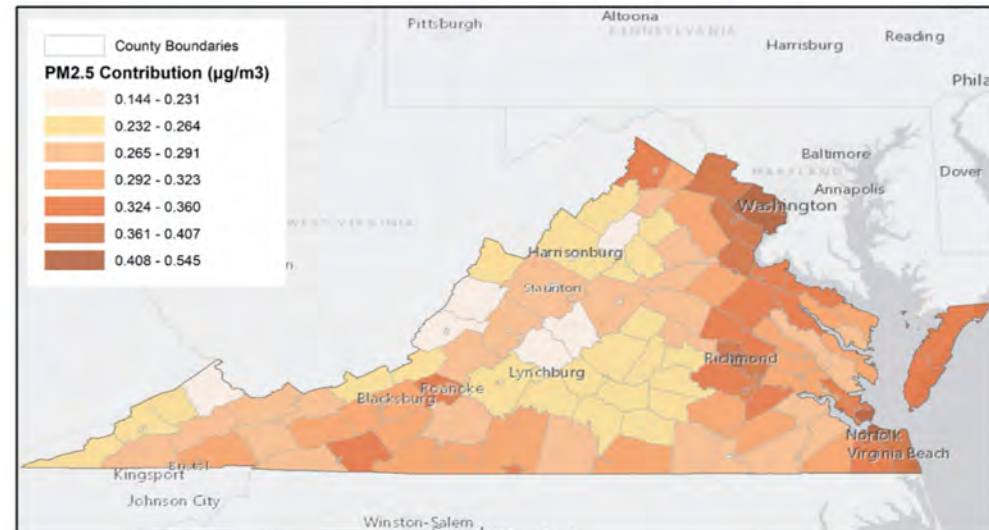 County Boundaries
PM2.5 Contribution (µg/m3)
0.144 - 0.231
0.232 - 0.264
0.265 - 0.291
0.292 - 0.323
0.324 - 0.360
0.361 - 0.407
0.408 - 0.545
Altoona
Pittsburgh
PENNSYLVANIA
Reading
Harrisburg
Phila
Baltimore
MARYLAND
Dover
Annapolis
Washington
WEST VIRGINIA
Harrisonburg
Staunton
Richmond
Lynchburg
Roanoke
Blacksburg
Norfolk
Virginia Beach
Bristol
Kingsport
Johnson City
Winston-Salem